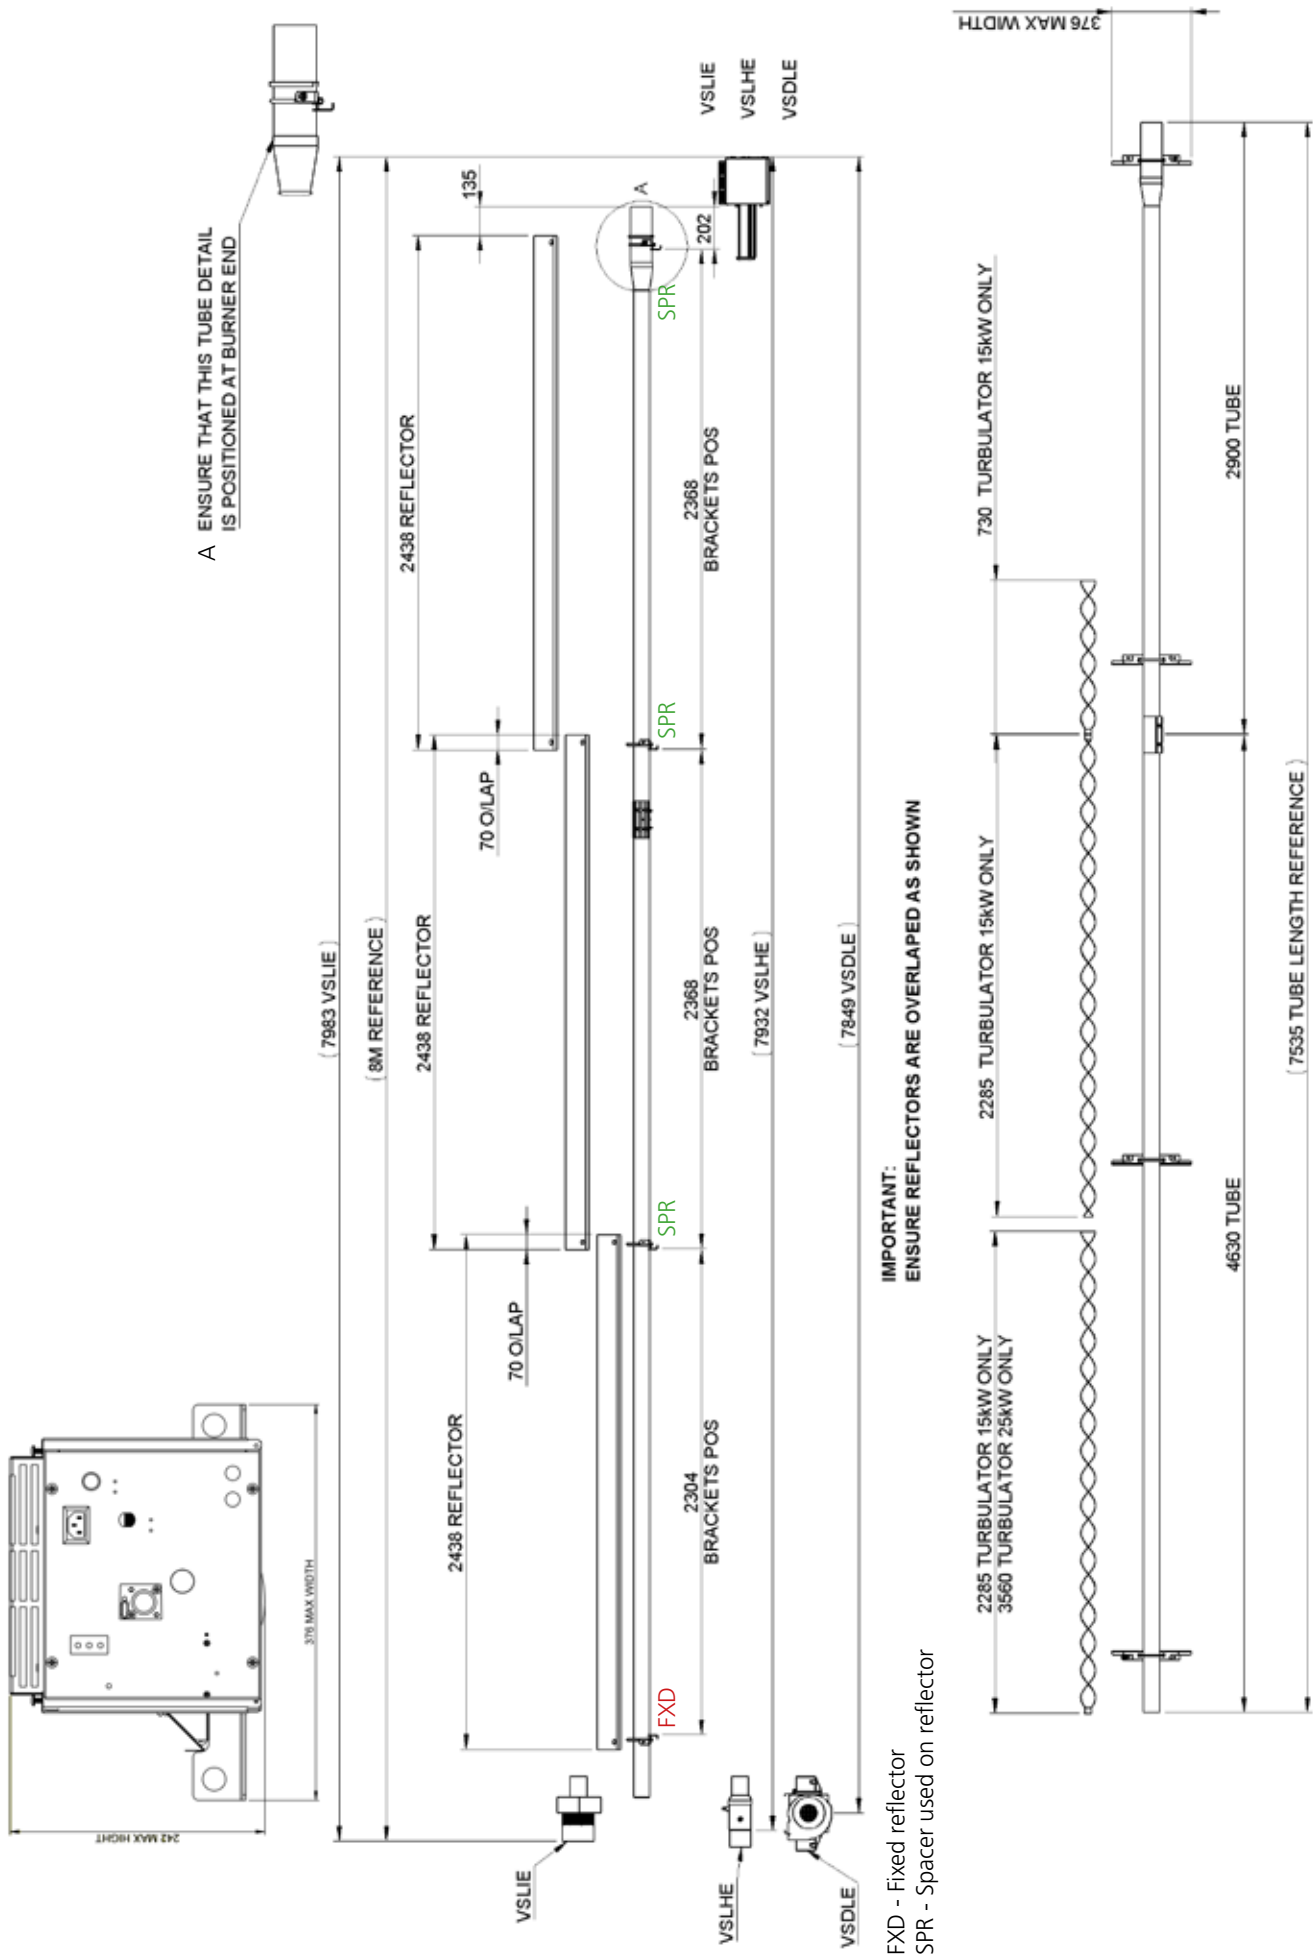 A ENSURE THAT THIS TUBE DETAIL
IS POSITIONED AT BURNER END
242 MAX HIGHT
376 MAX WIDTH
( 7983 VSLIE )
( 8M REFERENCE )
2438 REFLECTOR
2438 REFLECTOR
2438 REFLECTOR
70 O/LAP
70 O/LAP
135
A
202
FXD
SPR
SPR
SPR
2304
BRACKETS POS
2368
BRACKETS POS
2368
BRACKETS POS
VSLIE
VSLHE
VSDLE
( 7932 VSLHE )
( 7849 VSDLE )
VSLIE
VSLHE
VSDLE
FXD - Fixed reflector
SPR - Spacer used on reflector
IMPORTANT:
ENSURE REFLECTORS ARE OVERLAPED AS SHOWN
2285 TURBULATOR 15kW ONLY
3560 TURBULATOR 25kW ONLY
2285 TURBULATOR 15kW ONLY
730 TURBULATOR 15kW ONLY
376 MAX WIDTH
4630 TUBE
2900 TUBE
( 7535 TUBE LENGTH REFERENCE )